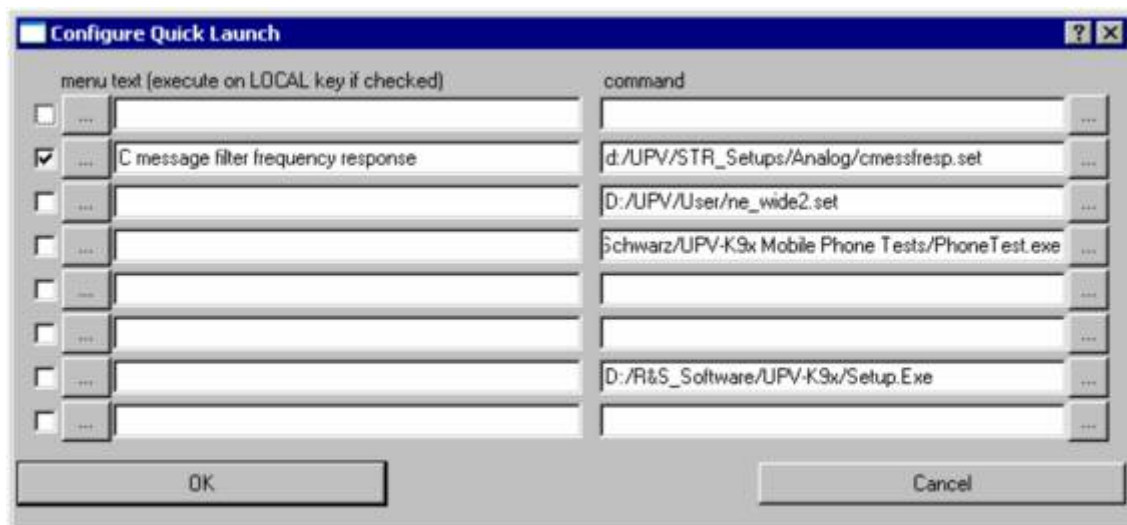 Configure Quick Launch
menu text (execute on LOCAL key if checked) command
... ...
... C message filter frequency response d:/UPV/STR_Setups/Analog/cmessfresp.set ...
... D:/UPV/User/ne_wide2.set ...
... Schwarz/UPV-K9x Mobile Phone Tests/PhoneTest.exe ...
... ...
... ...
... D:/R&S_Software/UPV-K9x/Setup.Exe ...
... ...
OK Cancel